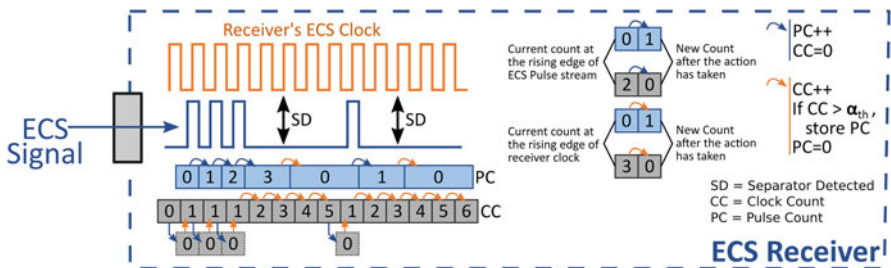 Receiver's ECS Clock
ECS
Signal
SD
SD
0 1 2 3 0 1 0 PC
0 1 1 1 2 3 4 5 1 2 3 4 5 6 CC
0 0 0 0
Current count at
the rising edge of
ECS Pulse stream
0 1
2 0
New Count
after the action
has taken
Current count at
the rising edge of
receiver clock
0 1
3 0
New Count
after the action
has taken
PC++
CC=0
CC++
If CC > αth,
store PC
PC=0
SD = Separator Detected
CC = Clock Count
PC = Pulse Count
ECS Receiver